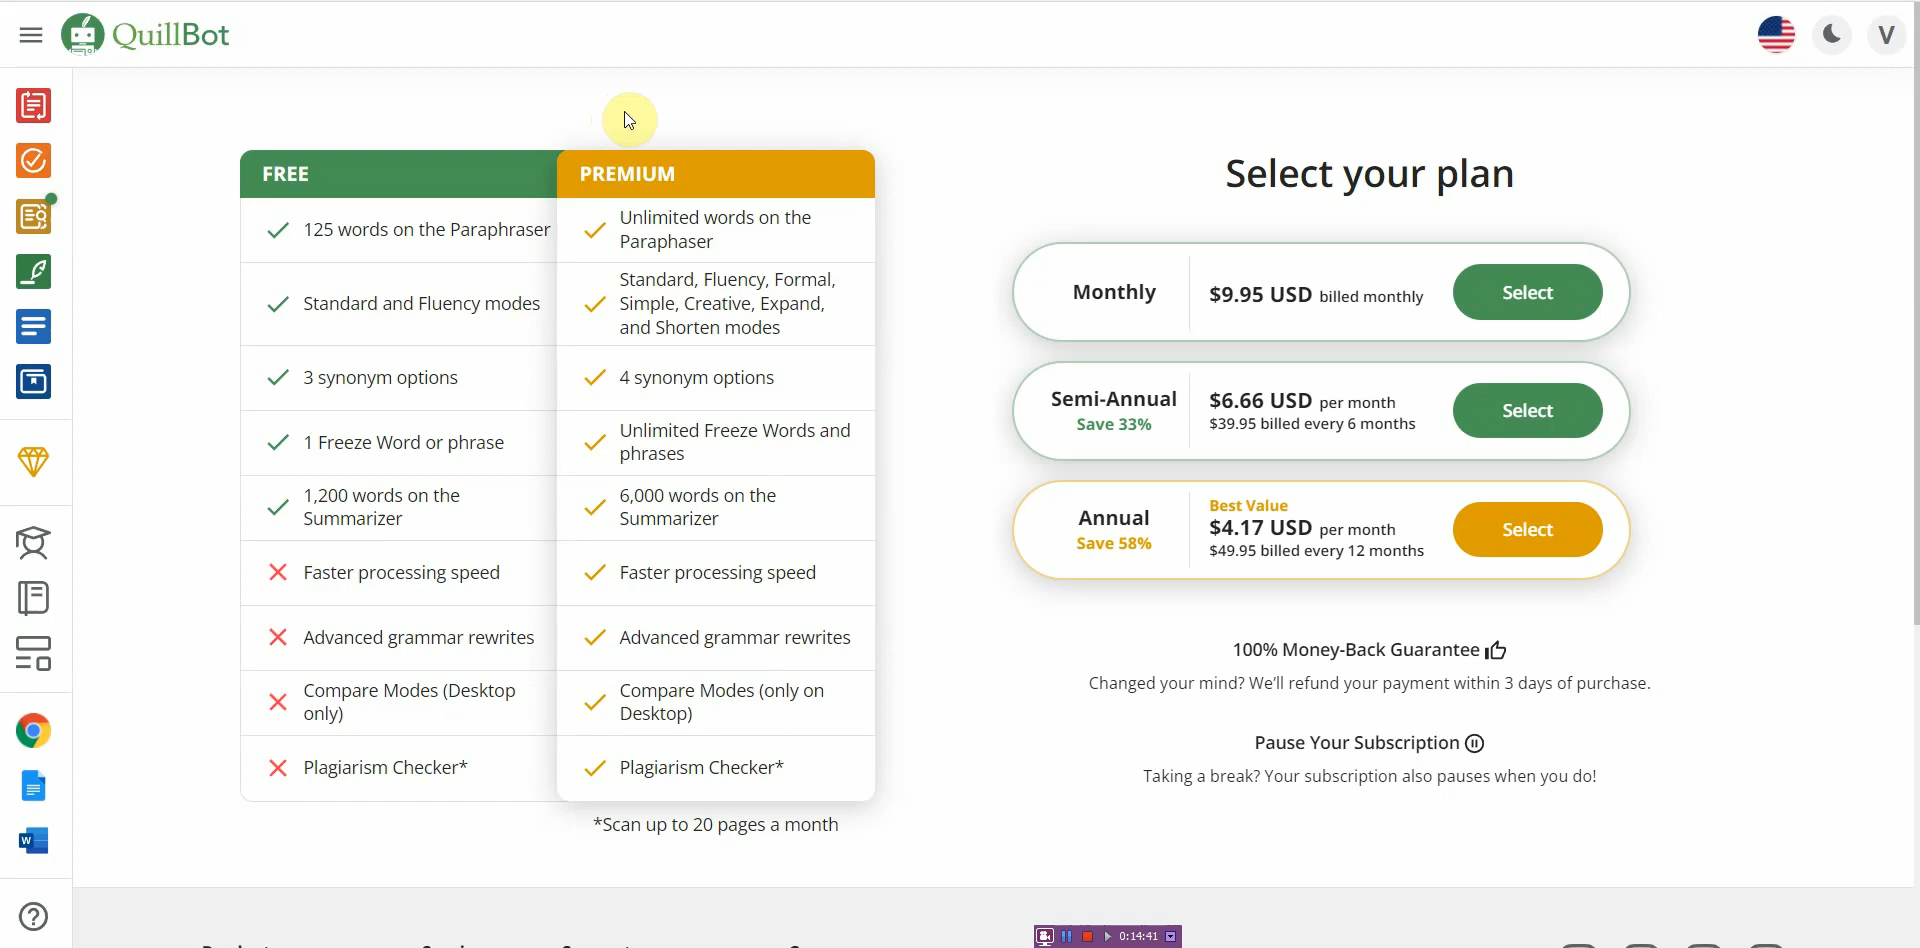 QuillBot
V
FREE
PREMIUM
125 words on the Paraphraser
Unlimited words on the
Paraphaser
Standard and Fluency modes
Standard, Fluency, Formal,
Simple, Creative, Expand,
and Shorten modes
3 synonym options
4 synonym options
1 Freeze Word or phrase
Unlimited Freeze Words and
phrases
1,200 words on the
Summarizer
6,000 words on the
Summarizer
Faster processing speed
Faster processing speed
Advanced grammar rewrites
Advanced grammar rewrites
Compare Modes (Desktop
only)
Compare Modes (only on
Desktop)
Plagiarism Checker*
Plagiarism Checker*
*Scan up to 20 pages a month
Select your plan
Monthly
$9.95 USD billed monthly
Select
Semi-Annual
Save 33%
$6.66 USD per month
$39.95 billed every 6 months
Select
Annual
Save 58%
Best Value
$4.17 USD per month
$49.95 billed every 12 months
Select
100% Money-Back Guarantee
Changed your mind? We'll refund your payment within 3 days of purchase.
Pause Your Subscription
Taking a break? Your subscription also pauses when you do!
W
0:14:41